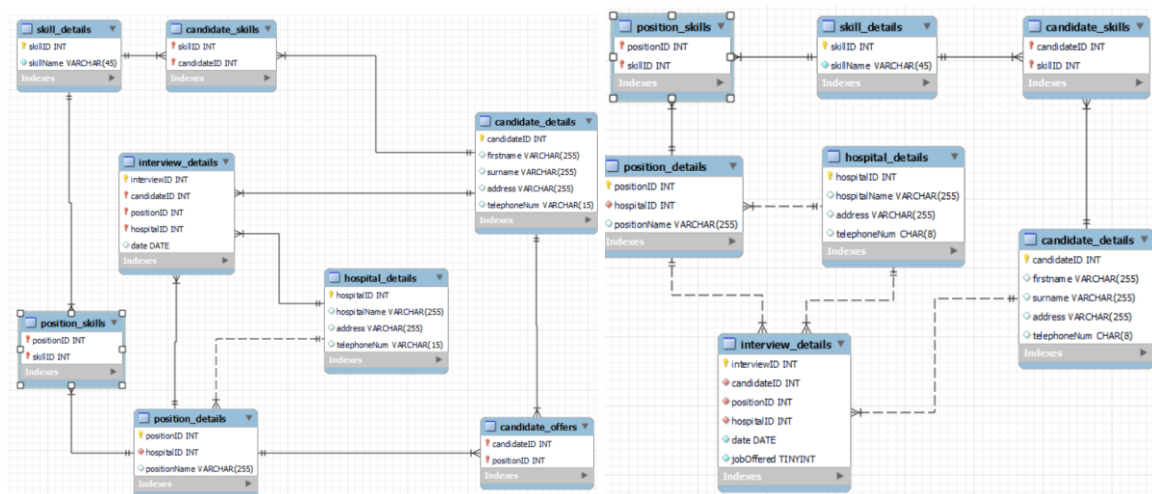 skill_details
skillID INT
skillName VARCHAR(45)
Indexes
candidate_skills
skillID INT
candidateID INT
Indexes
candidate_details
candidateID INT
firstname VARCHAR(255)
surname VARCHAR(255)
address VARCHAR(255)
telephoneNum VARCHAR(15)
Indexes
interview_details
interviewID INT
candidateID INT
positionID INT
hospitalID INT
date DATE
Indexes
hospital_details
hospitalID INT
hospitalName VARCHAR(255)
address VARCHAR(255)
telephoneNum VARCHAR(15)
Indexes
position_skills
positionID INT
skillID INT
Indexes
position_details
positionID INT
hospitalID INT
positionName VARCHAR(255)
Indexes
candidate_offers
candidateID INT
positionID INT
Indexes
position_skills
positionID INT
skillID INT
Indexes
skill_details
skillID INT
skillName VARCHAR(45)
Indexes
candidate_skills
candidateID INT
skillID INT
Indexes
position_details
positionID INT
hospitalID INT
positionName VARCHAR(255)
Indexes
hospital_details
hospitalID INT
hospitalName VARCHAR(255)
address VARCHAR(255)
telephoneNum CHAR(8)
Indexes
candidate_details
candidateID INT
firstname VARCHAR(255)
surname VARCHAR(255)
address VARCHAR(255)
telephoneNum CHAR(8)
Indexes
interview_details
interviewID INT
candidateID INT
positionID INT
hospitalID INT
date DATE
jobOffered TINYINT
Indexes